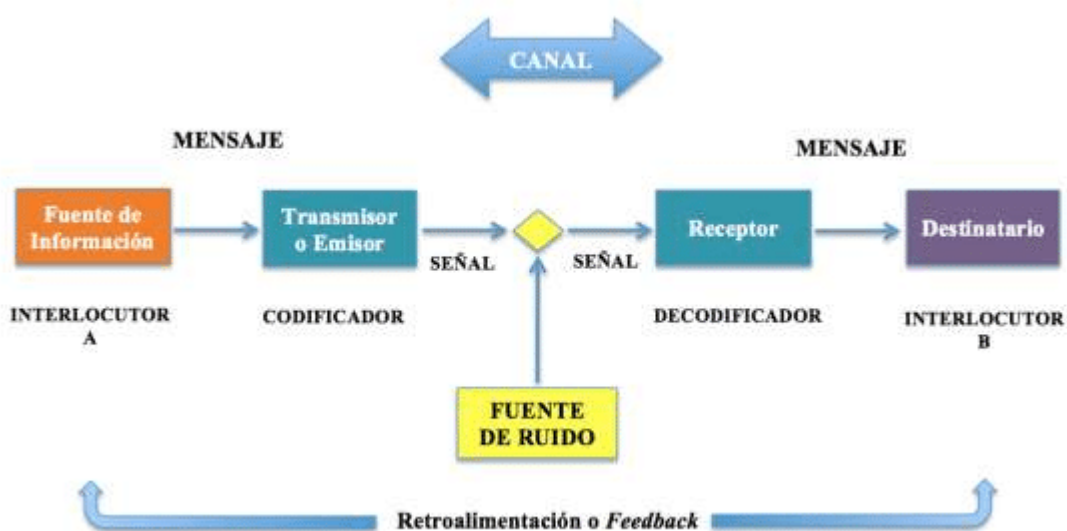 CANAL
MENSAJE
MENSAJE
Fuente de
Información
Transmisor
o Emisor
SEÑAL
SEÑAL
Receptor
Destinatario
INTERLOCUTOR
A
CODIFICADOR
DECODIFICADOR
INTERLOCUTOR
B
FUENTE
DE RUIDO
Retroalimentación o Feedback